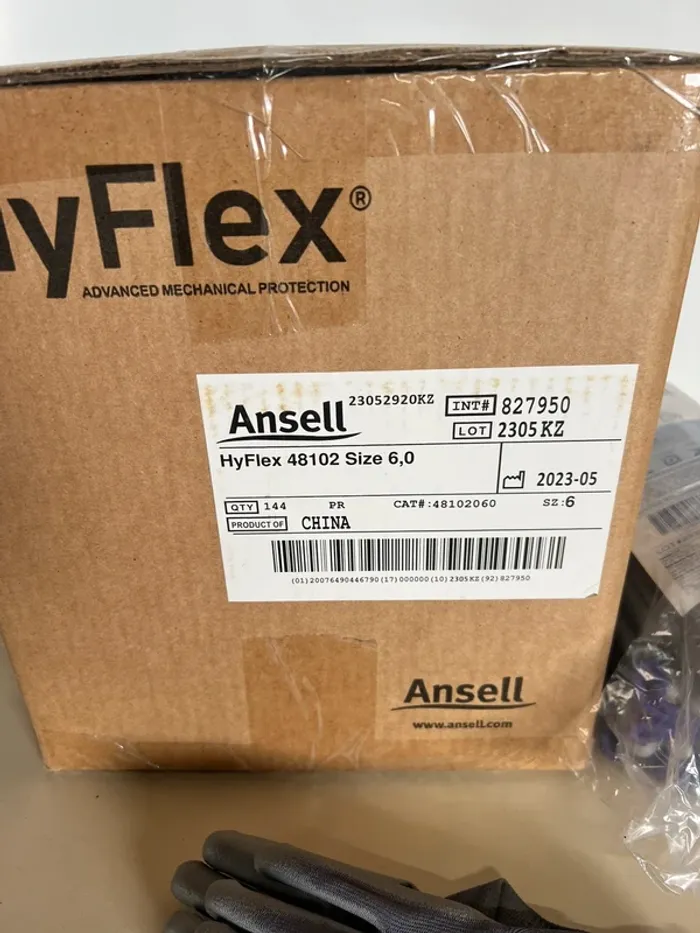 HyFlex®
ADVANCED MECHANICAL PROTECTION
Ansell 23052920KZ INT# 827950
LOT 2305 KZ
HyFlex 48102 Size 6,0
2023-05
QTY 144 PR CAT#:48102060 SZ:6
PRODUCT OF CHINA
(01)20076490446790(17)000000(10)2305KZ(92)827950
Ansell
www.ansell.com